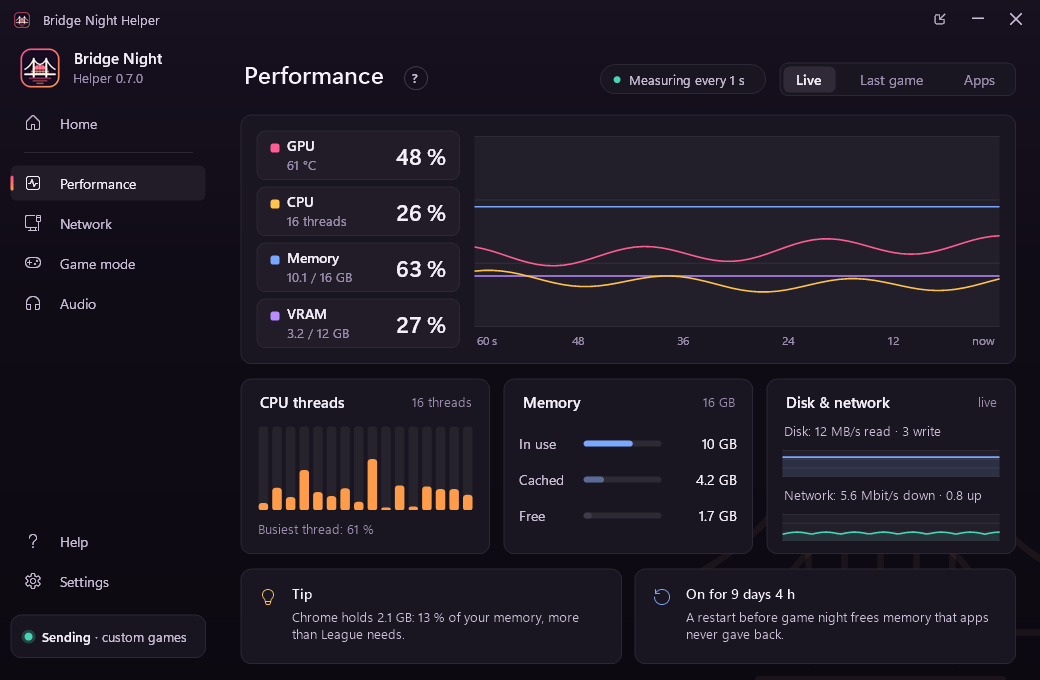 Bridge Night Helper
Bridge Night
Helper 0.7.0
Home
Performance
Network
Game mode
Audio
Help
Settings
Sending · custom games
Performance
?
Measuring every 1 s
Live
Last game
Apps
GPU
61 °C
48 %
CPU
16 threads
26 %
Memory
10.1 / 16 GB
63 %
VRAM
3.2 / 12 GB
27 %
60 s 48 36 24 12 now
CPU threads
16 threads
Busiest thread: 61 %
Memory
16 GB
In use 10 GB
Cached 4.2 GB
Free 1.7 GB
Disk & network
live
Disk: 12 MB/s read · 3 write
Network: 5.6 Mbit/s down · 0.8 up
Tip
Chrome holds 2.1 GB: 13 % of your memory, more
than League needs.
On for 9 days 4 h
A restart before game night frees memory that apps
never gave back.